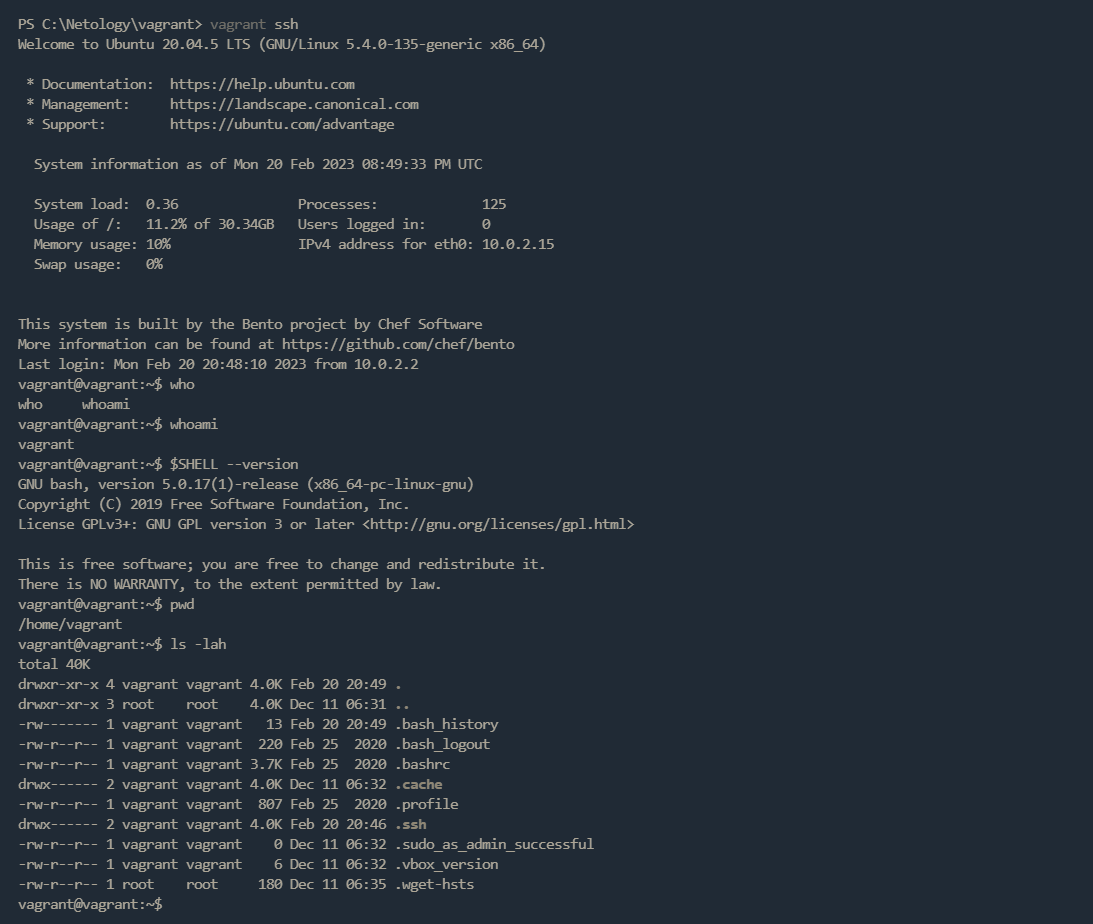 PS C:\Netology\vagrant> vagrant ssh
Welcome to Ubuntu 20.04.5 LTS (GNU/Linux 5.4.0-135-generic x86_64)

 * Documentation:  https://help.ubuntu.com
 * Management:     https://landscape.canonical.com
 * Support:        https://ubuntu.com/advantage

  System information as of Mon 20 Feb 2023 08:49:33 PM UTC

  System load:  0.36               Processes:             125
  Usage of /:   11.2% of 30.34GB   Users logged in:       0
  Memory usage: 10%                IPv4 address for eth0: 10.0.2.15
  Swap usage:   0%


This system is built by the Bento project by Chef Software
More information can be found at https://github.com/chef/bento
Last login: Mon Feb 20 20:48:10 2023 from 10.0.2.2
vagrant@vagrant:~$ who
who     whoami
vagrant@vagrant:~$ whoami
vagrant
vagrant@vagrant:~$ $SHELL --version
GNU bash, version 5.0.17(1)-release (x86_64-pc-linux-gnu)
Copyright (C) 2019 Free Software Foundation, Inc.
License GPLv3+: GNU GPL version 3 or later <http://gnu.org/licenses/gpl.html>

This is free software; you are free to change and redistribute it.
There is NO WARRANTY, to the extent permitted by law.
vagrant@vagrant:~$ pwd
/home/vagrant
vagrant@vagrant:~$ ls -lah
total 40K
drwxr-xr-x 4 vagrant vagrant 4.0K Feb 20 20:49 .
drwxr-xr-x 3 root    root    4.0K Dec 11 06:31 ..
-rw------- 1 vagrant vagrant   13 Feb 20 20:49 .bash_history
-rw-r--r-- 1 vagrant vagrant  220 Feb 25  2020 .bash_logout
-rw-r--r-- 1 vagrant vagrant 3.7K Feb 25  2020 .bashrc
drwx------ 2 vagrant vagrant 4.0K Dec 11 06:32 .cache
-rw-r--r-- 1 vagrant vagrant  807 Feb 25  2020 .profile
drwx------ 2 vagrant vagrant 4.0K Feb 20 20:46 .ssh
-rw-r--r-- 1 vagrant vagrant    0 Dec 11 06:32 .sudo_as_admin_successful
-rw-r--r-- 1 vagrant vagrant    6 Dec 11 06:32 .vbox_version
-rw-r--r-- 1 root    root     180 Dec 11 06:35 .wget-hsts
vagrant@vagrant:~$